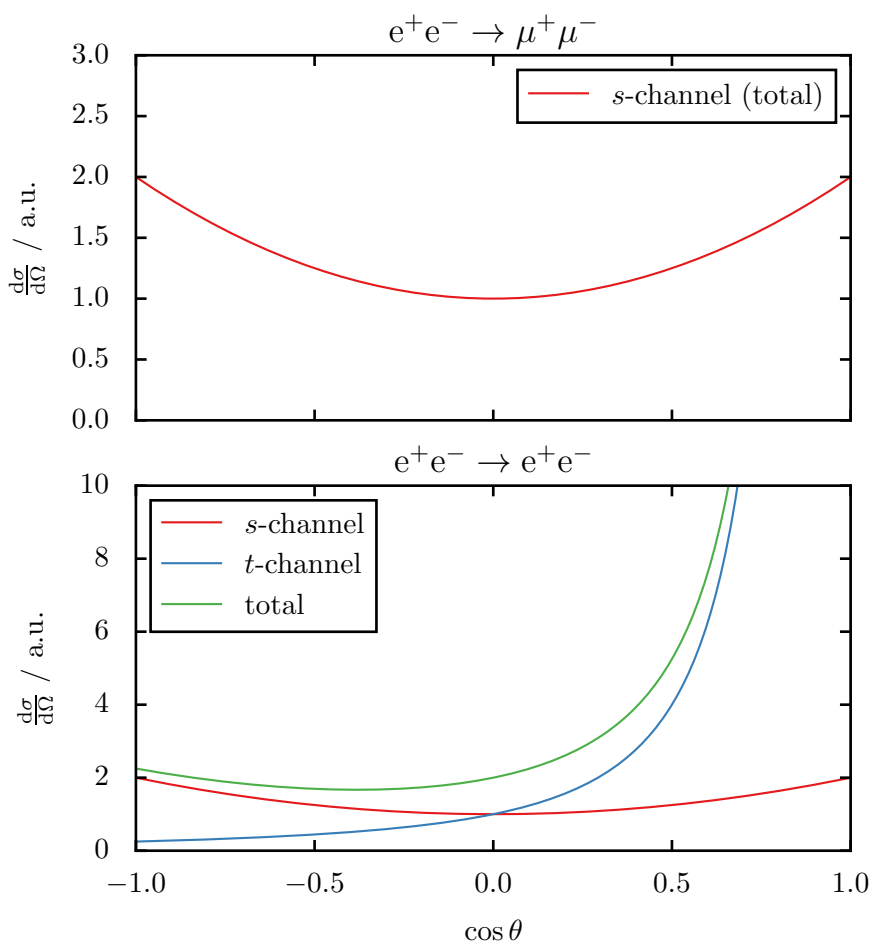 e⁺e⁻ → μ⁺μ⁻
3.0
s-channel (total)
2.5
2.0
1.5
1.0
0.5
0.0
dσ/dΩ / a.u.
e⁺e⁻ → e⁺e⁻
10
s-channel
t-channel
total
8
6
4
2
0
dσ/dΩ / a.u.
−1.0 −0.5 0.0 0.5 1.0
cos θ